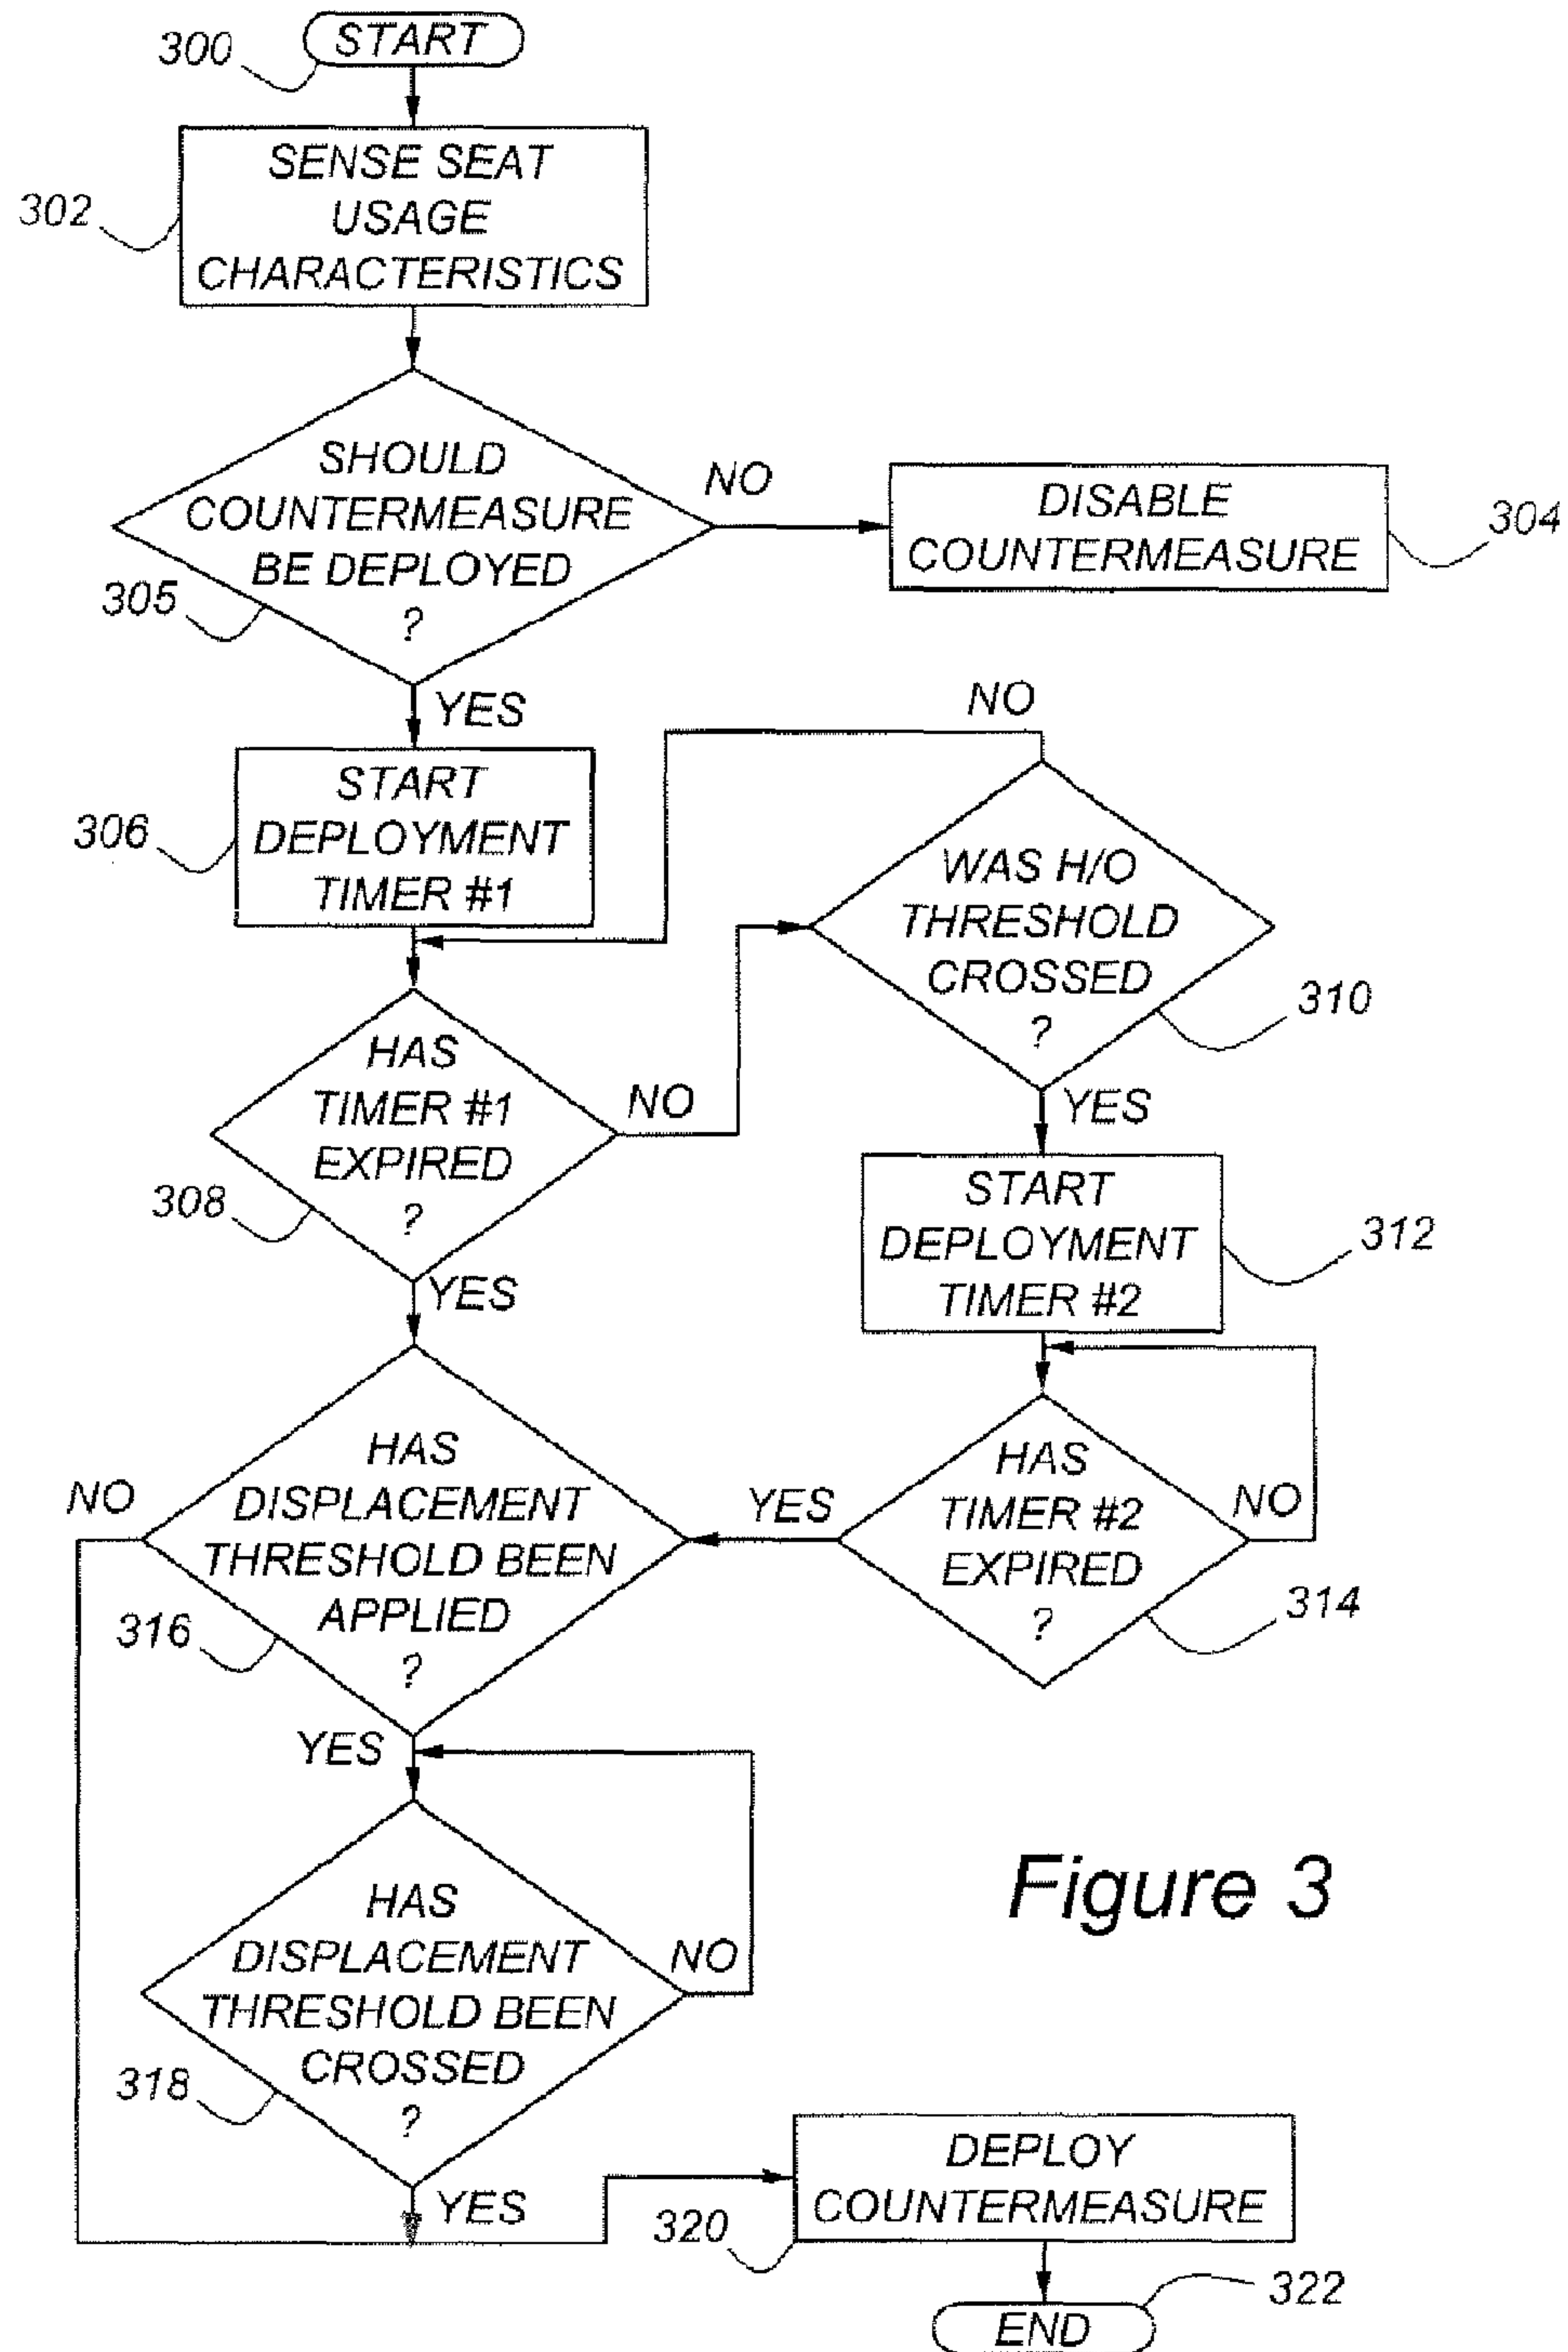 300
START
302
SENSE SEAT
USAGE
CHARACTERISTICS
SHOULD
COUNTERMEASURE
BE DEPLOYED
?
305
NO
DISABLE
COUNTERMEASURE
304
YES
306
START
DEPLOYMENT
TIMER #1
NO
WAS H/O
THRESHOLD
CROSSED
?
310
HAS
TIMER #1
EXPIRED
?
308
NO
YES
START
DEPLOYMENT
TIMER #2
312
YES
HAS
DISPLACEMENT
THRESHOLD BEEN
APPLIED
?
316
NO
YES
HAS
TIMER #2
EXPIRED
?
NO
314
YES
HAS
DISPLACEMENT
THRESHOLD BEEN
CROSSED
?
318
NO
Figure 3
YES
DEPLOY
COUNTERMEASURE
320
END
322